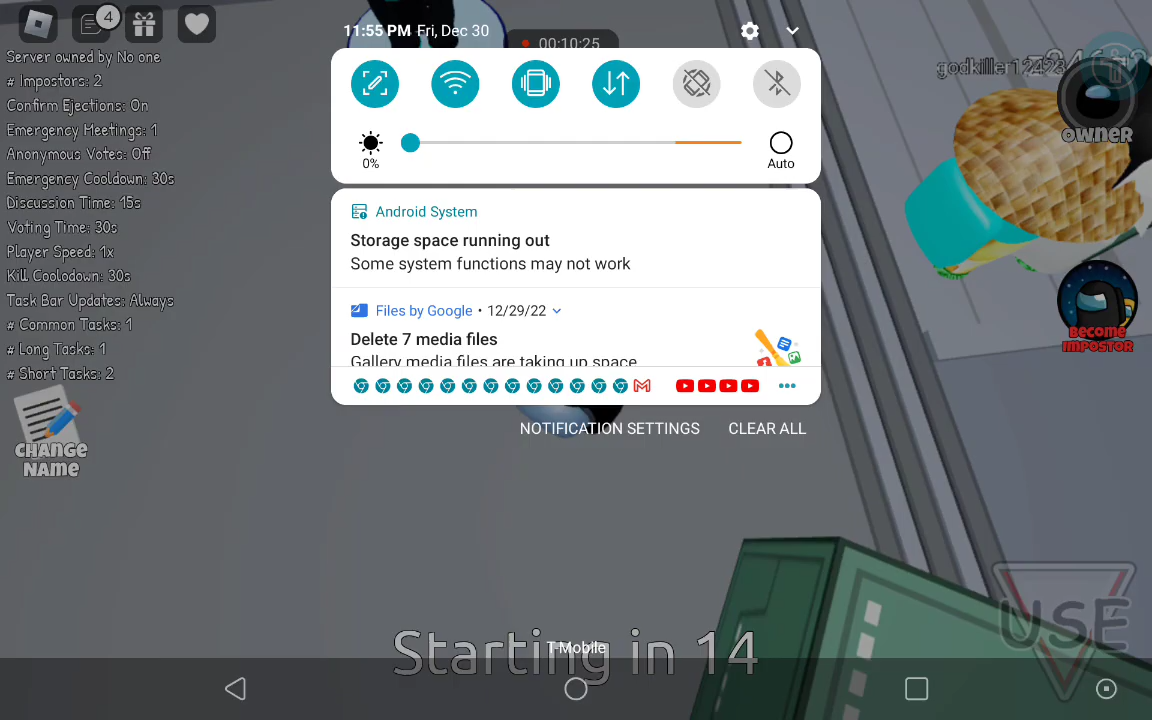 4
11:55 PM Fri, Dec 30
00:10:25
Server owned by No one
# Impostors: 2
Confirm Ejections: On
Emergency Meetings: 1
Anonymous Votes: Off
Emergency Cooldown: 30s
Discussion Time: 15s
Voting Time: 30s
Player Speed: 1x
Kill Coolodown: 30s
Task Bar Updates: Always
# Common Tasks: 1
# Long Tasks: 1
# Short Tasks: 2
CHANGE
NAME
0%
Auto
Android System
Storage space running out
Some system functions may not work
Files by Google • 12/29/22
Delete 7 media files
Gallery media files are taking up space
NOTIFICATION SETTINGS CLEAR ALL
OWNER
BECOME
IMPOSTOR
USE
Starting in 14
T-Mobile